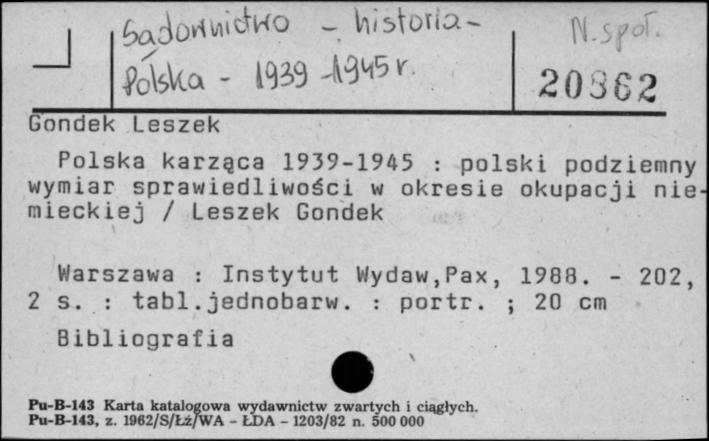 Sądownictwo - historia - N. społ.
Polska - 1939 - 1945 r. 20862
Gondek Leszek
Polska karząca 1939-1945 : polski podziemny
wymiar sprawiedliwości w okresie okupacji nie-
mieckiej / Leszek Gondek
Warszawa : Instytut Wydaw,Pax, 1988. - 202,
2 s. : tabl.jednobarw. : portr. ; 20 cm
Bibliografia
Pu-B-143 Karta katalogowa wydawnictw zwartych i ciągłych.
Pu-B-143, z. 1962/S/Łź/WA - ŁDA - 1203/82 n. 500 000